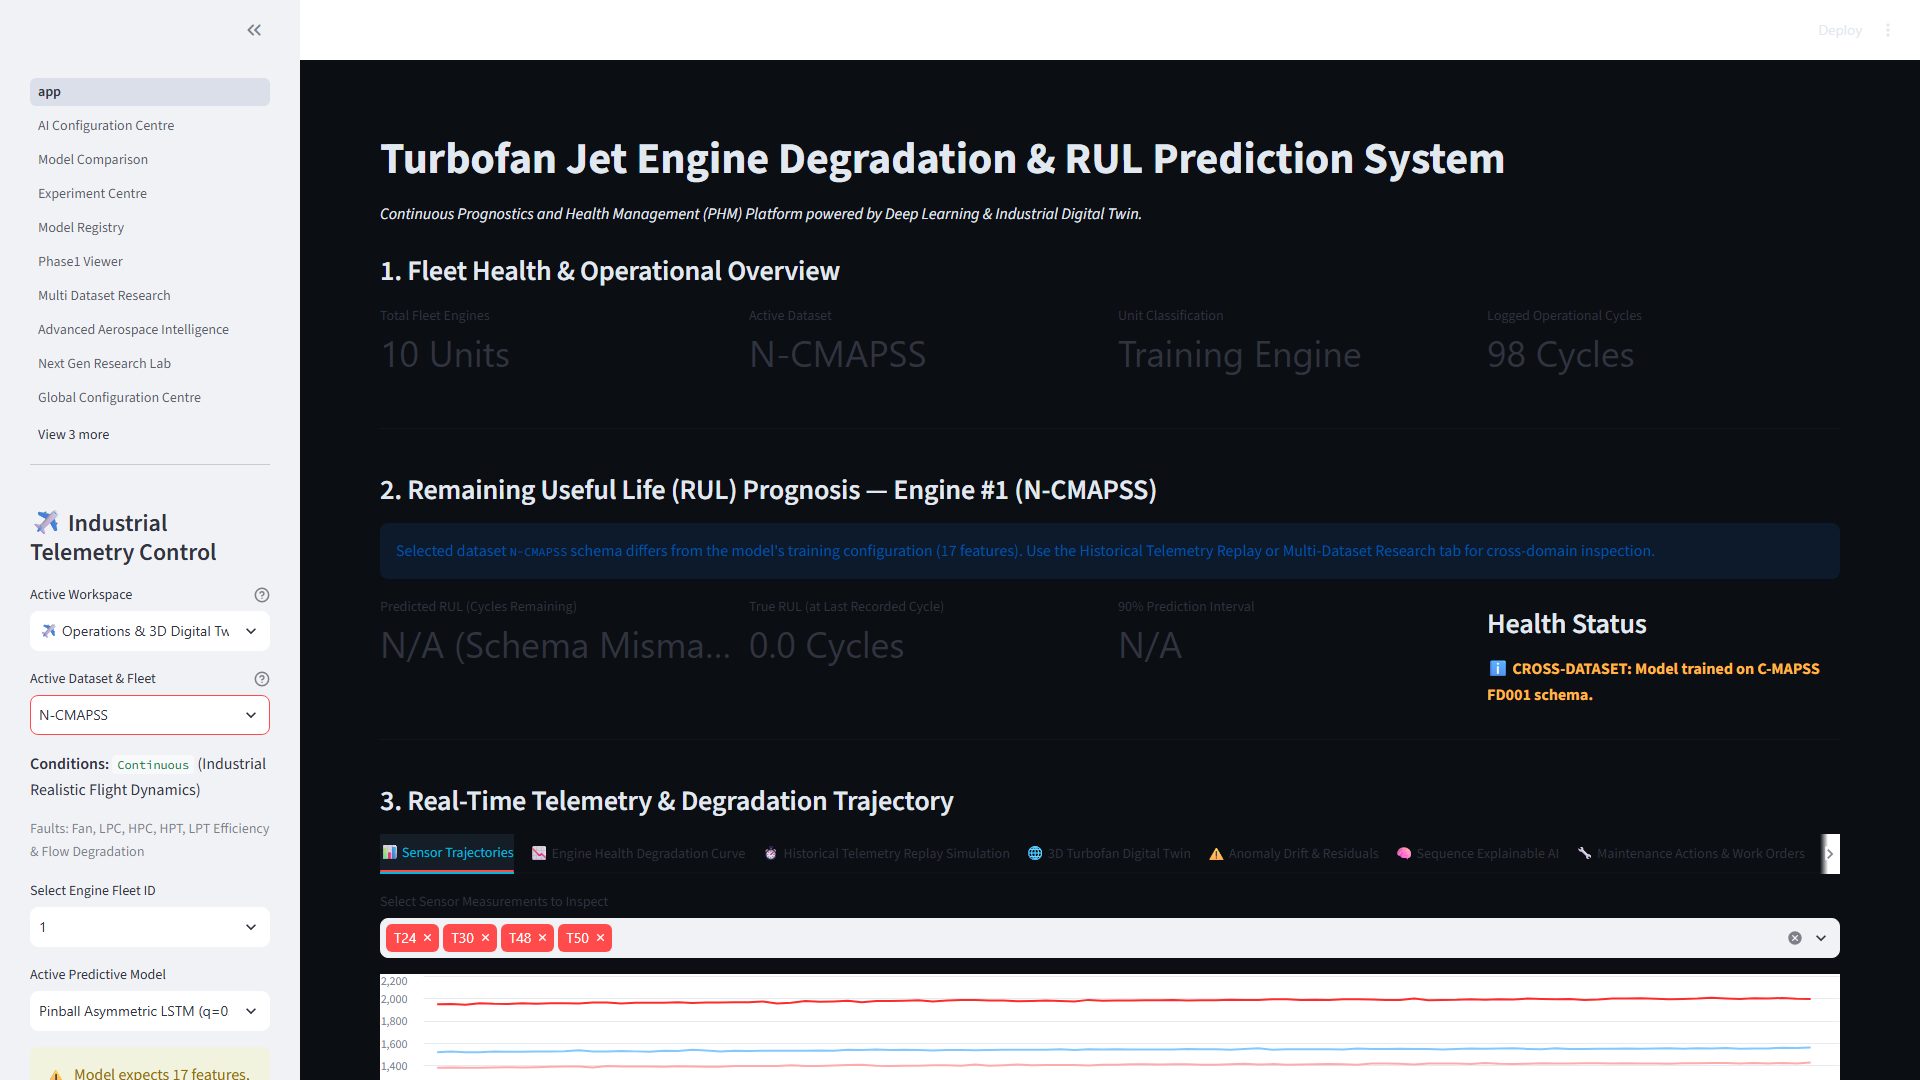 Deploy
app
AI Configuration Centre
Model Comparison
Experiment Centre
Model Registry
Phase1 Viewer
Multi Dataset Research
Advanced Aerospace Intelligence
Next Gen Research Lab
Global Configuration Centre
View 3 more
Industrial
Telemetry Control
Active Workspace
Operations & 3D Digital Tw
Active Dataset & Fleet
N-CMAPSS
Conditions: Continuous (Industrial
Realistic Flight Dynamics)
Faults: Fan, LPC, HPC, HPT, LPT Efficiency
& Flow Degradation
Select Engine Fleet ID
1
Active Predictive Model
Pinball Asymmetric LSTM (q=0
Model expects 17 features.
Turbofan Jet Engine Degradation & RUL Prediction System
Continuous Prognostics and Health Management (PHM) Platform powered by Deep Learning & Industrial Digital Twin.
1. Fleet Health & Operational Overview
Total Fleet Engines
10 Units
Active Dataset
N-CMAPSS
Unit Classification
Training Engine
Logged Operational Cycles
98 Cycles
2. Remaining Useful Life (RUL) Prognosis — Engine #1 (N-CMAPSS)
Selected dataset N-CMAPSS schema differs from the model's training configuration (17 features). Use the Historical Telemetry Replay or Multi-Dataset Research tab for cross-domain inspection.
Predicted RUL (Cycles Remaining)
N/A (Schema Misma...
True RUL (at Last Recorded Cycle)
0.0 Cycles
90% Prediction Interval
N/A
Health Status
CROSS-DATASET: Model trained on C-MAPSS
FD001 schema.
3. Real-Time Telemetry & Degradation Trajectory
Sensor Trajectories
Engine Health Degradation Curve
Historical Telemetry Replay Simulation
3D Turbofan Digital Twin
Anomaly Drift & Residuals
Sequence Explainable AI
Maintenance Actions & Work Orders
Select Sensor Measurements to Inspect
T24 × T30 × T48 × T50 ×
2,200
2,000
1,800
1,600
1,400